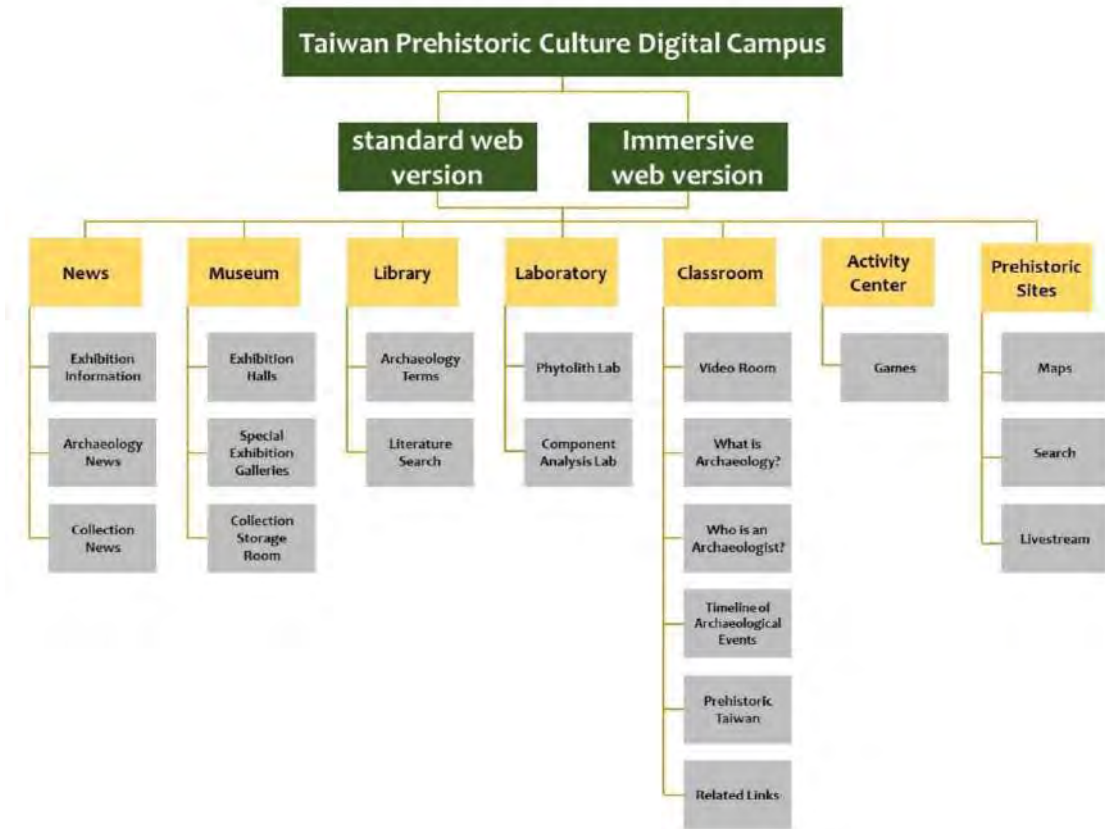 Taiwan Prehistoric Culture Digital Campus
standard web
version
Immersive
web version
News
Museum
Library
Laboratory
Classroom
Activity
Center
Prehistoric
Sites
Exhibition
Information
Archaeology
News
Collection
News
Exhibition
Halls
Special
Exhibition
Galleries
Collection
Storage
Room
Archaeology
Terms
Literature
Search
Phytolith Lab
Component
Analysis Lab
Video Room
What is
Archaeology?
Who is an
Archaeologist?
Timeline of
Archaeological
Events
Prehistoric
Taiwan
Related Links
Games
Maps
Search
Livestream